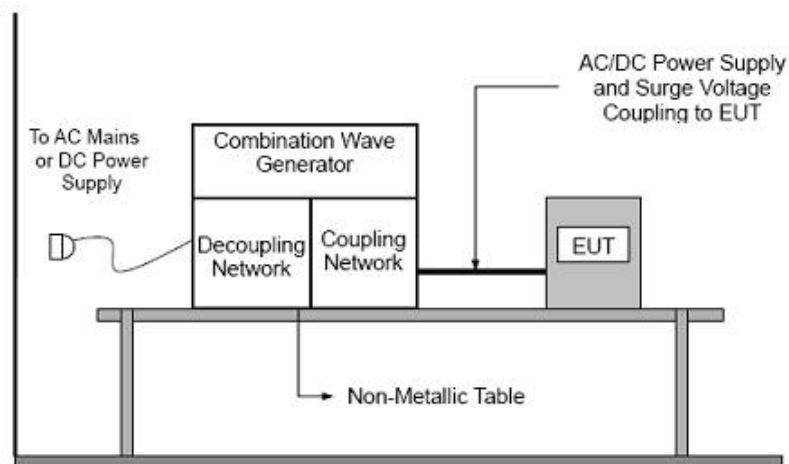 AC/DC Power Supply
and Surge Voltage
Coupling to EUT
To AC Mains
or DC Power
Supply
Combination Wave
Generator
Decoupling
Network
Coupling
Network
EUT
Non-Metallic Table